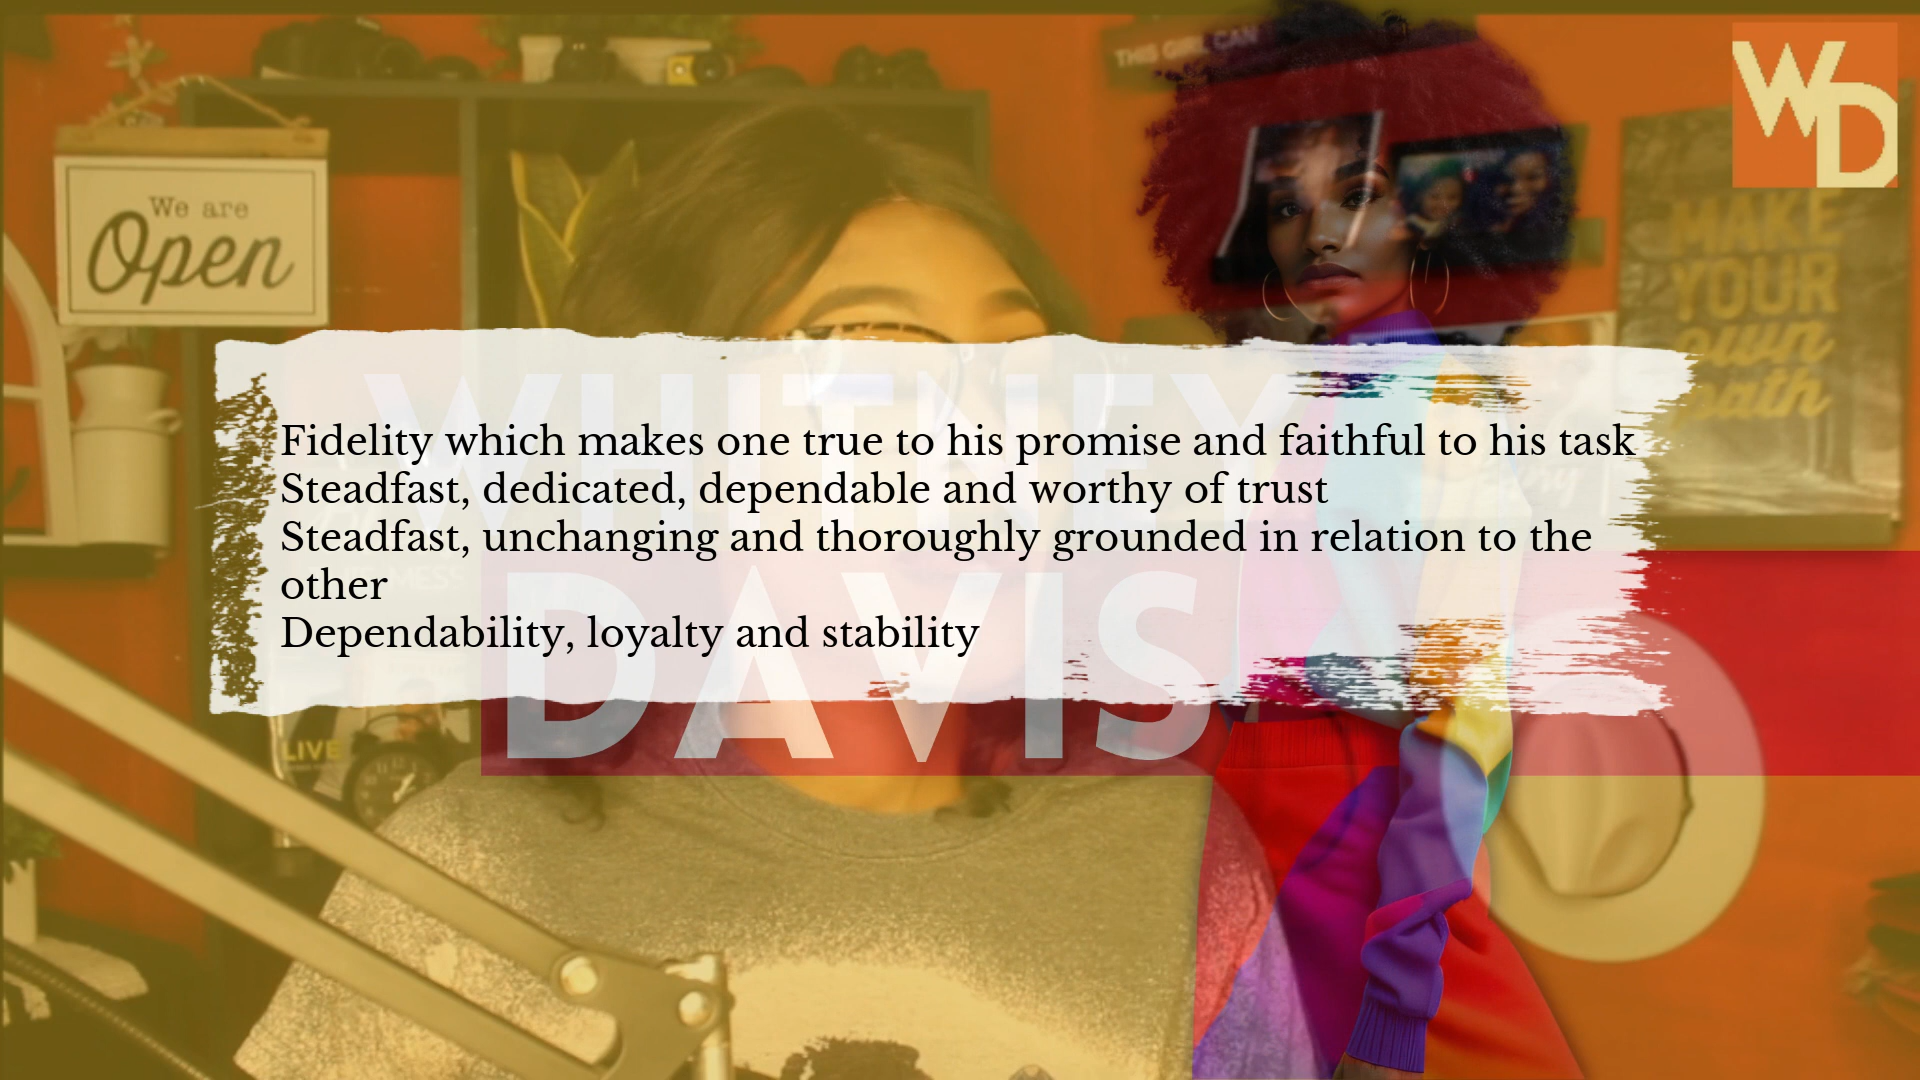 THIS GIRL CAN
WD
We are
Open
MAKE
YOUR
own
path
WHITNEY
Fidelity which makes one true to his promise and faithful to his task
Steadfast, dedicated, dependable and worthy of trust
Steadfast, unchanging and thoroughly grounded in relation to the
other
Dependability, loyalty and stability
DAVIS
LIVE